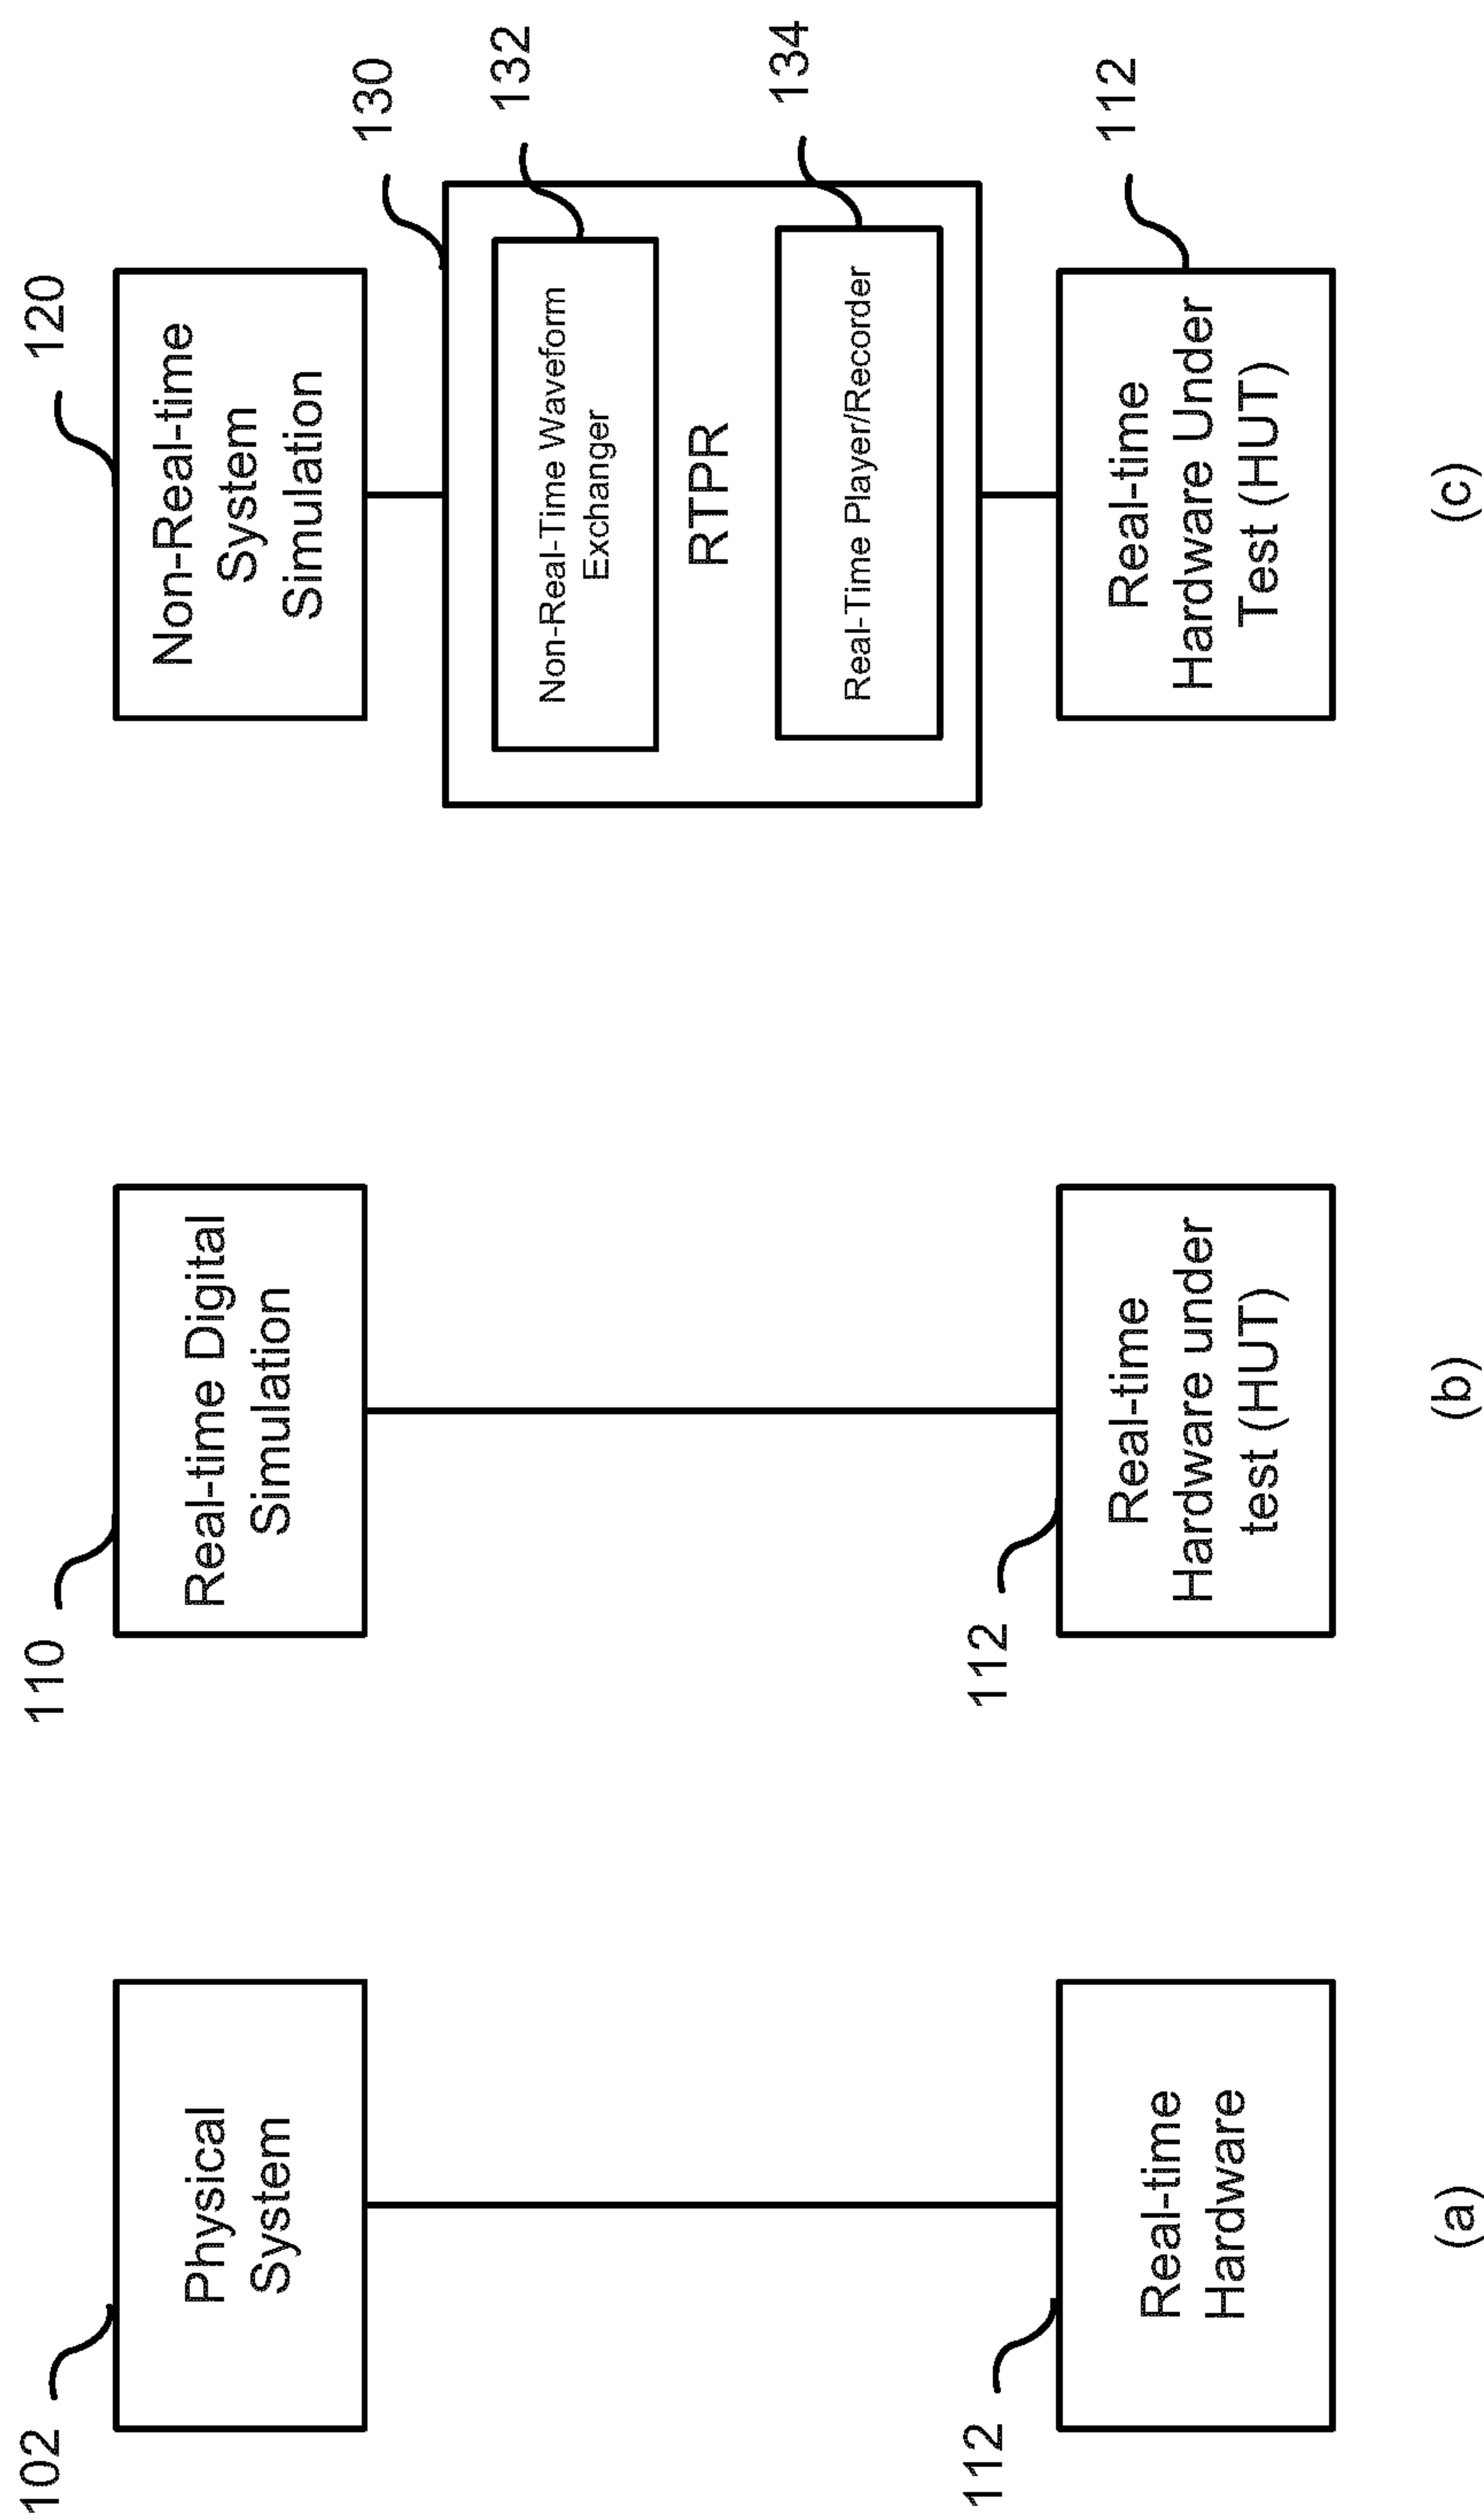 102
Physical
System
112
Real-time
Hardware
(a)
110
Real-time Digital
Simulation
112
Real-time
Hardware under
test (HUT)
(b)
120
Non-Real-time
System
Simulation
130
132
Non-Real-Time Waveform
Exchanger
RTPR
134
Real-Time Player/Recorder
112
Real-time
Hardware Under
Test (HUT)
(c)